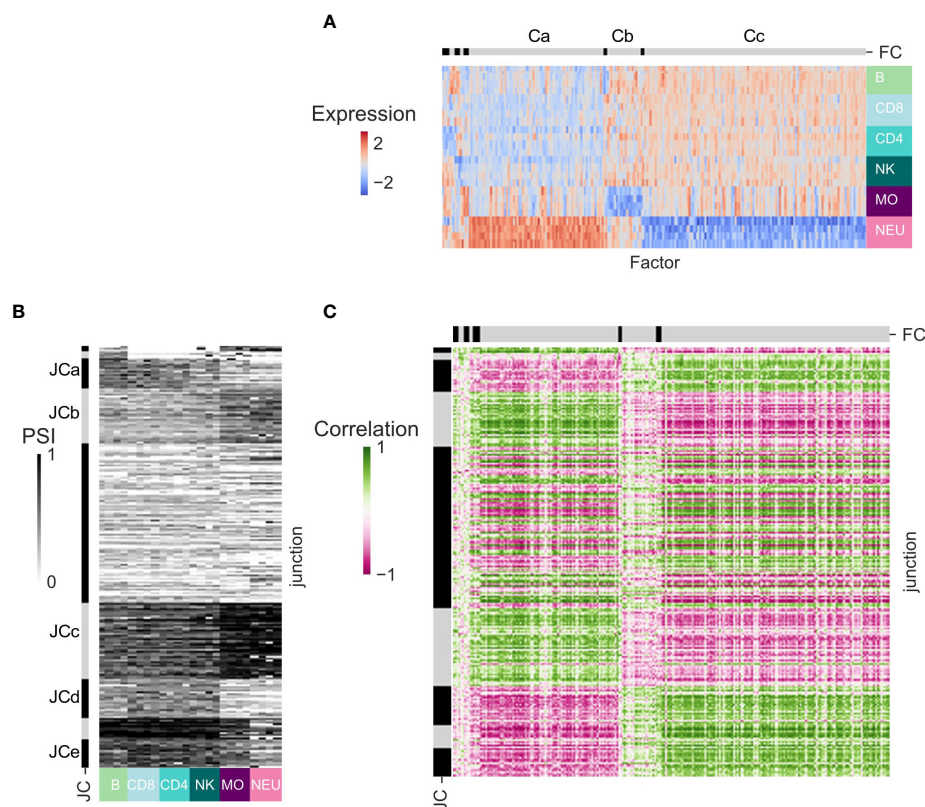 A
Ca Cb Cc
FC
Expression
2
−2
B
CD8
CD4
NK
MO
NEU
Factor
B
C
FC
JCa
JCb
PSI
1
0
JCc
JCd
JCe
JC
B CD8 CD4 NK MO NEU
junction
Correlation
1
−1
junction
JC